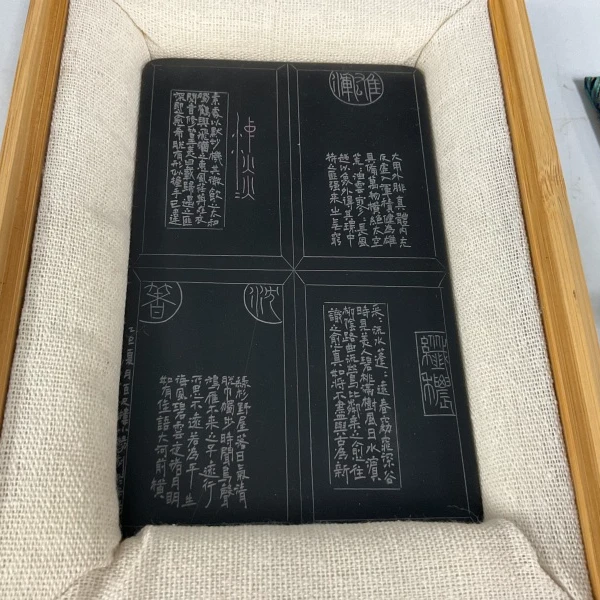 雄渾
大用外腓真體內充
反虛入渾積健為雄
具備萬物橫絕太空
荒〻油雲寥〻長風
超以象外得其環中
持之匪強來之無窮
沖淡
素處以默妙機其微飲之太和
獨鶴與飛猶之惠風荏苒在衣
閱音修篁美曰載歸遇之匪
深即之愈希脫有形似握手已違
纖穠
采〻流水蓬〻遠春窈窕深谷
時見美人碧桃滿樹風日水濱
柳陰路曲流鶯比鄰乘之愈往
識之愈真如將不盡與古為新
沈著
綠杉野屋落日氣清
脫巾獨步時聞鳥聲
鴻雁不來之子遠行
所思不遠若為平生
海風碧雲夜渚月明
如有佳語大河前橫
夏月